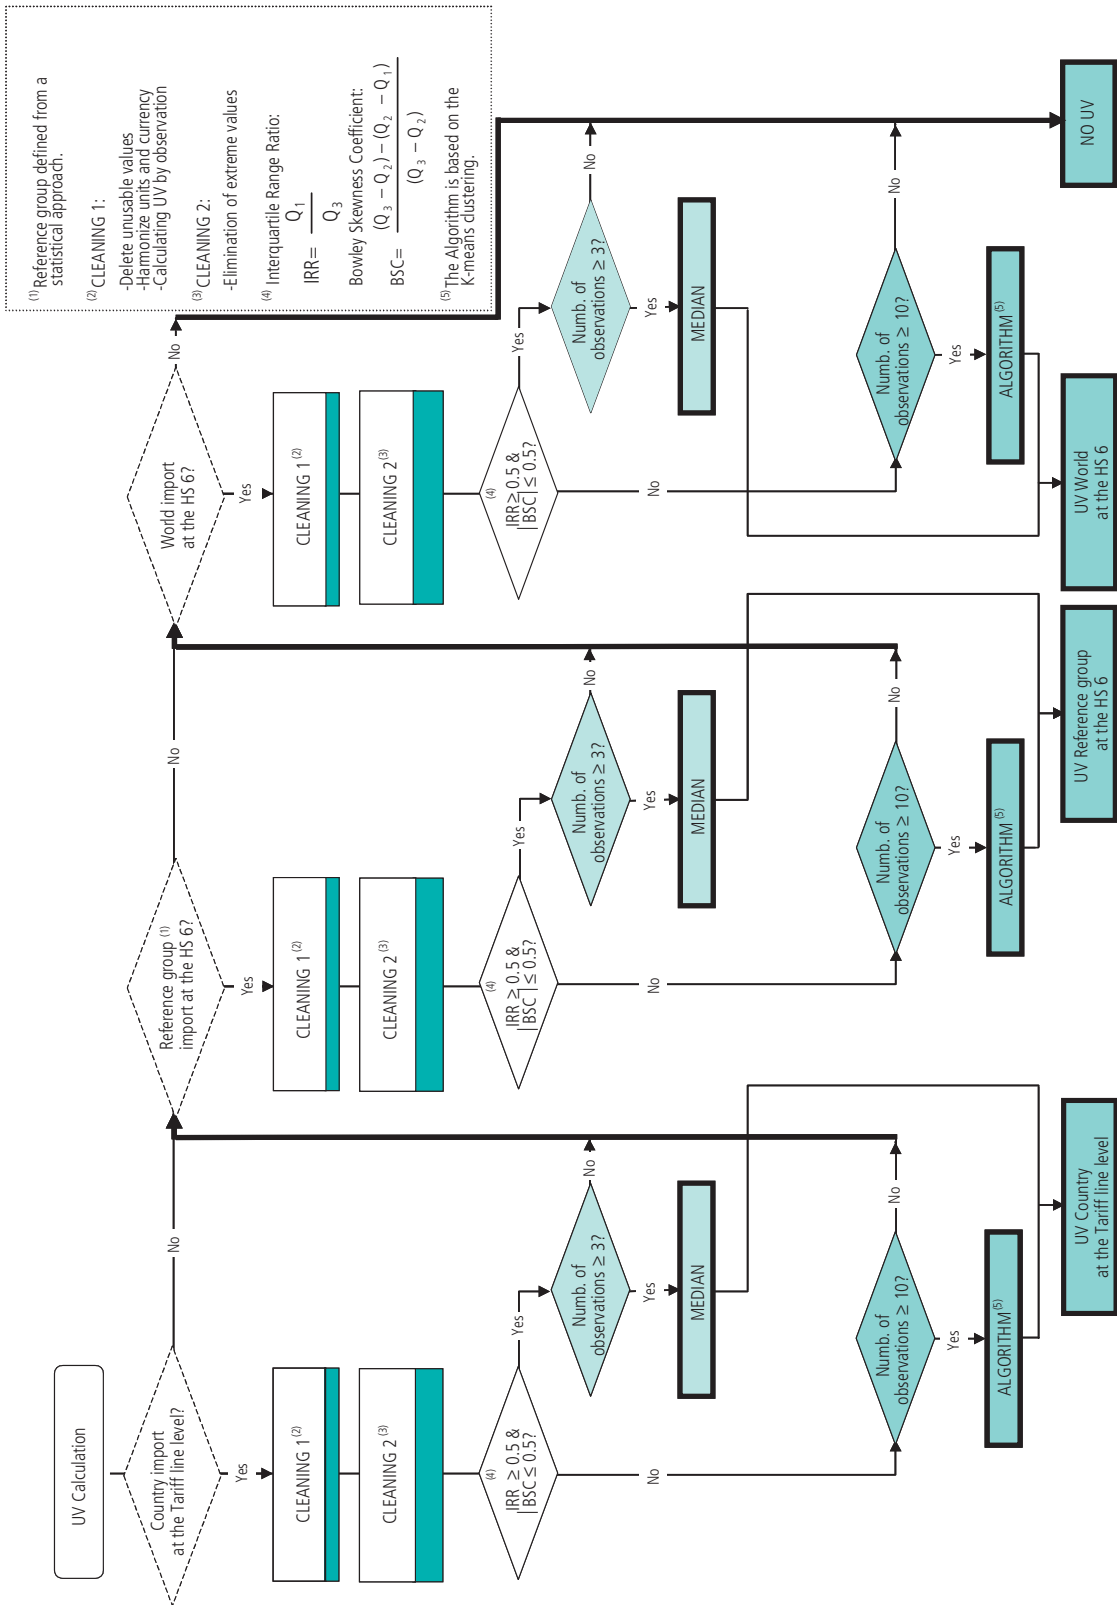 UV Calculation
Country import
at the Tariff line level?
Yes
No
CLEANING 1 (2)
CLEANING 2 (3)
(4)
IRR ≥ 0.5 &
| BSC ≤ 0.5?
Yes
No
Numb. of
observations ≥ 3?
No
Yes
MEDIAN
Numb. of
observations ≥ 10?
No
Yes
ALGORITHM (5)
UV Country
at the Tariff line level
Reference group (1)
import at the HS 6?
Yes
No
CLEANING 1 (2)
CLEANING 2 (3)
(4)
IRR ≥ 0.5 &
| BSC | ≤ 0.5?
Yes
No
Numb. of
observations ≥ 3?
No
Yes
MEDIAN
Numb. of
observations ≥ 10?
No
Yes
ALGORITHM (5)
UV Reference group
at the HS 6
World import
at the HS 6?
Yes
No
CLEANING 1 (2)
CLEANING 2 (3)
(4)
IRR ≥ 0.5 &
| BSC | ≤ 0.5?
Yes
No
Numb. of
observations ≥ 3?
No
Yes
MEDIAN
Numb. of
observations ≥ 10?
No
Yes
ALGORITHM (5)
UV World
at the HS 6
NO UV
(1) Reference group defined from a
statistical approach.
(2) CLEANING 1:
-Delete unusable values
-Harmonize units and currency
-Calculating UV by observation
(3) CLEANING 2:
-Elimination of extreme values
(4) Interquartile Range Ratio:
Q 1
IRR =
Q 3
Bowley Skewness Coefficient:
(Q 3 – Q 2) – (Q 2 – Q 1)
BSC =
(Q 3 – Q 2)
(5) The Algorithm is based on the
K-means clustering.